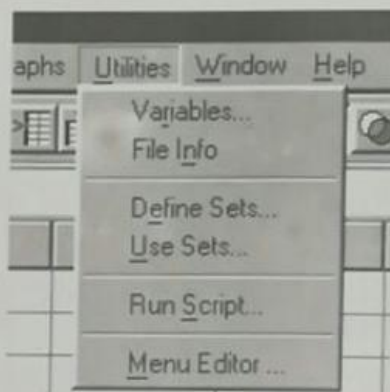 aphs Utilities Window Help
Variables...
File Info
Define Sets...
Use Sets...
Run Script...
Menu Editor ...